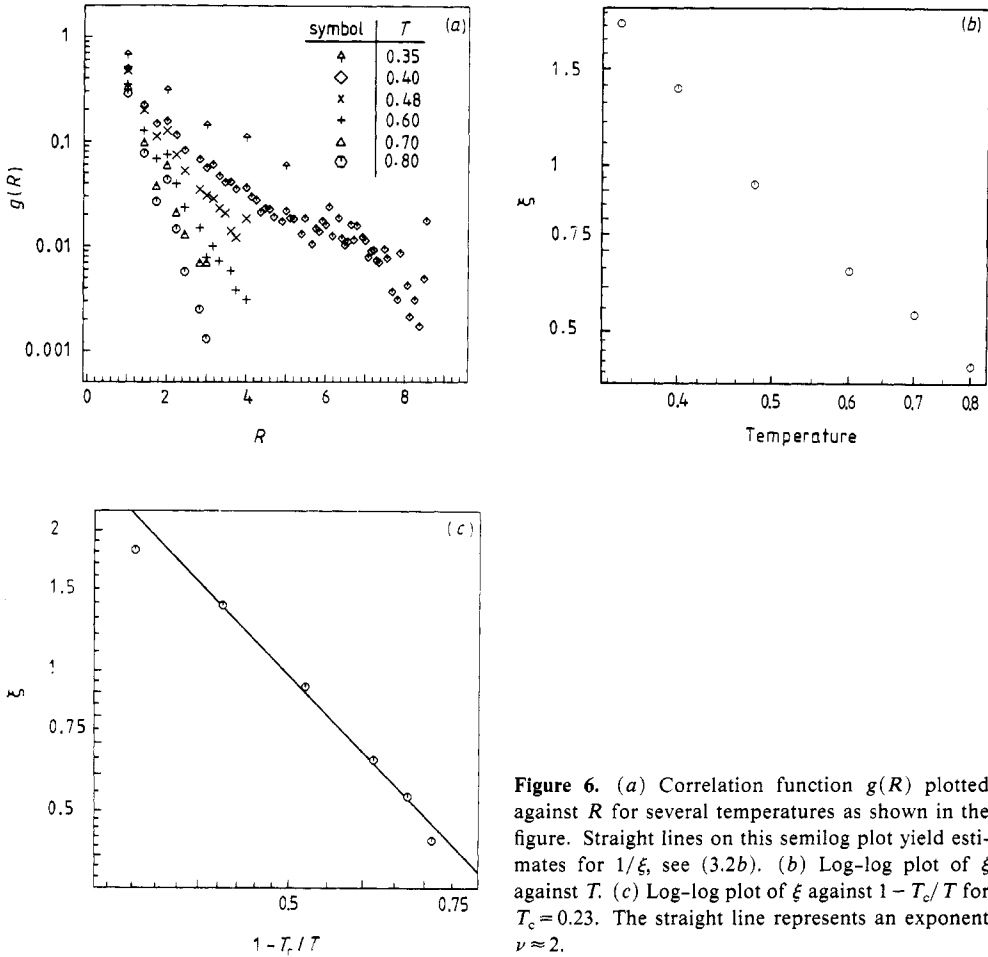 (a)
symbol T
0.35
0.40
0.48
0.60
0.70
0.80
1
0.1
0.01
0.001
g(R)
0 2 4 6 8
R
(b)
1.5
1
0.75
0.5
ξ
0.4 0.5 0.6 0.7 0.8
Temperature
(c)
2
1.5
1
0.75
0.5
ξ
0.5 0.75
1 − Tc / T
Figure 6. (a) Correlation function g(R) plotted
against R for several temperatures as shown in the
figure. Straight lines on this semilog plot yield esti-
mates for 1/ξ, see (3.2b). (b) Log–log plot of ξ
against T. (c) Log–log plot of ξ against 1 − Tc/T for
Tc = 0.23. The straight line represents an exponent
ν ≈ 2.